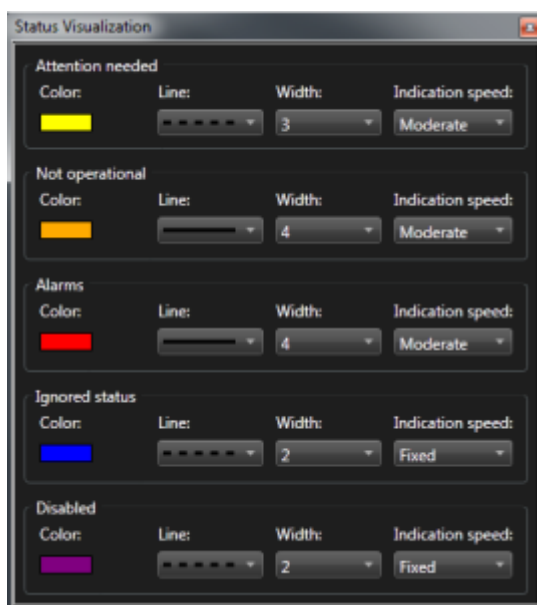 Status Visualization
Attention needed
Color: Line: Width: Indication speed:
3 Moderate
Not operational
Color: Line: Width: Indication speed:
4 Moderate
Alarms
Color: Line: Width: Indication speed:
4 Moderate
Ignored status
Color: Line: Width: Indication speed:
2 Fixed
Disabled
Color: Line: Width: Indication speed:
2 Fixed